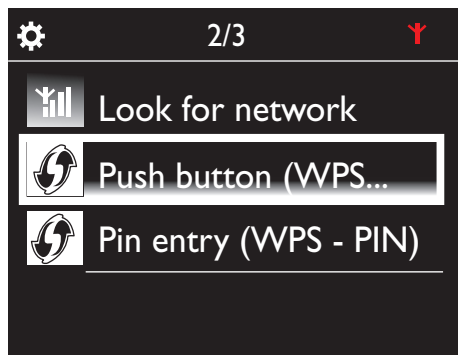 2/3
Look for network
Push button (WPS...
Pin entry (WPS - PIN)